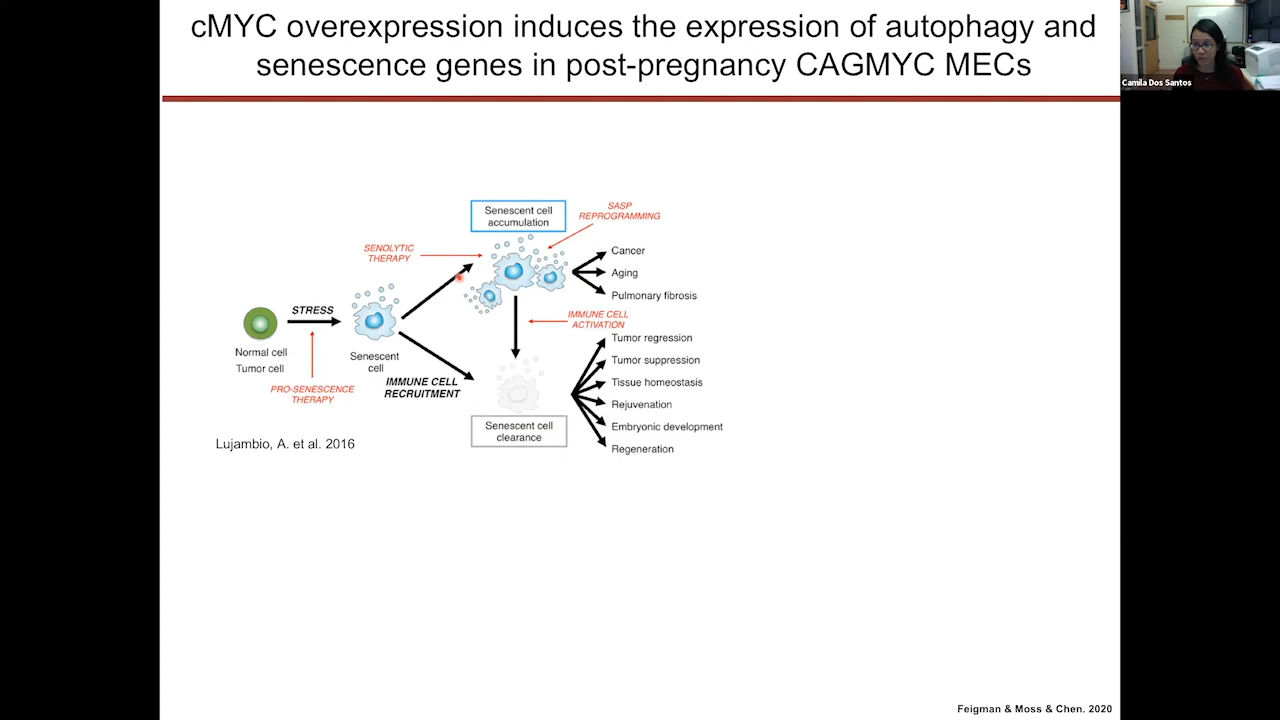 cMYC overexpression induces the expression of autophagy and
senescence genes in post-pregnancy CAGMYC MECs
Camila Dos Santos
Senescent cell
accumulation
SASP
REPROGRAMMING
SENOLYTIC
THERAPY
Cancer
Aging
Pulmonary fibrosis
STRESS
IMMUNE CELL
ACTIVATION
Normal cell
Tumor cell
Senescent
cell
PRO-SENESCENCE
THERAPY
IMMUNE CELL
RECRUITMENT
Tumor regression
Tumor suppression
Tissue homeostasis
Rejuvenation
Embryonic development
Regeneration
Senescent cell
clearance
Lujambio, A. et al. 2016
Feigman & Moss & Chen. 2020